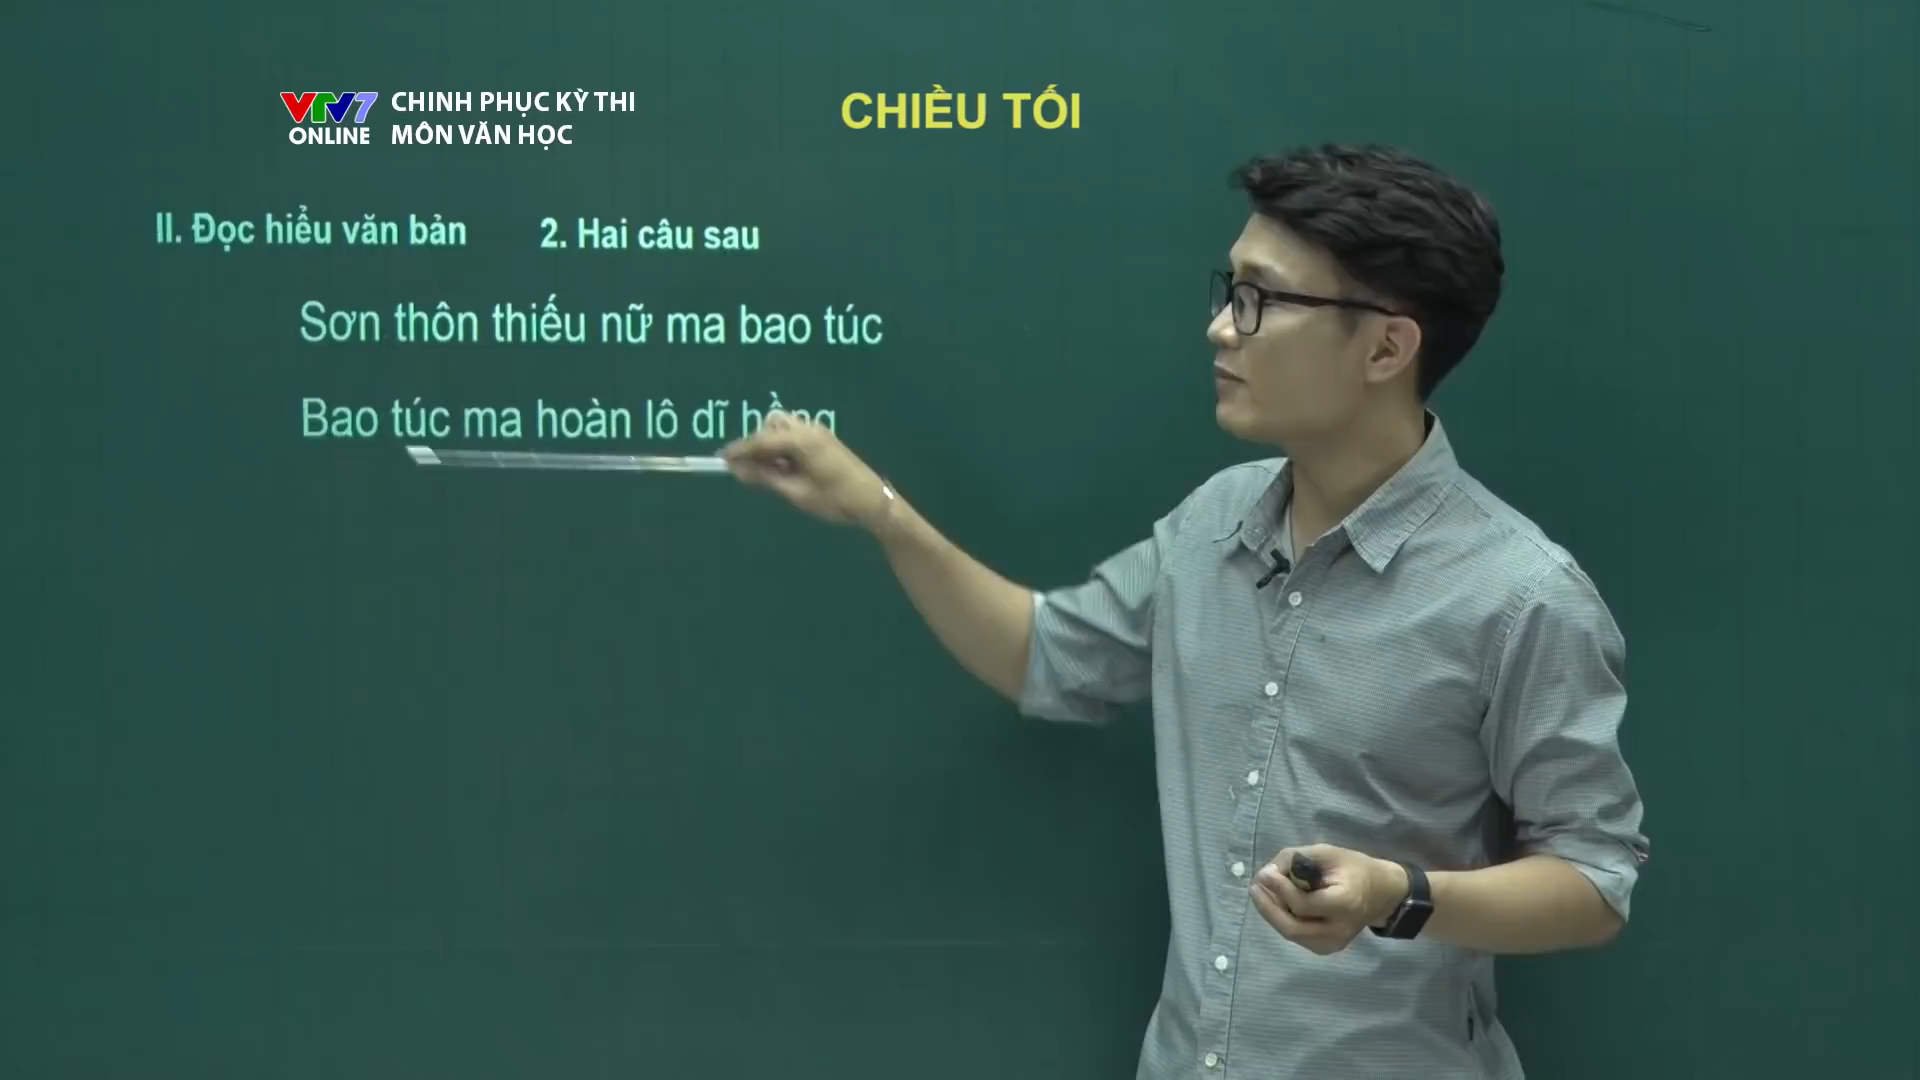 VTV7
ONLINE
CHINH PHỤC KỲ THI
MÔN VĂN HỌC
CHIỀU TỐI
II. Đọc hiểu văn bản
2. Hai câu sau
Sơn thôn thiếu nữ ma bao túc
Bao túc ma hoàn lô dĩ hồng